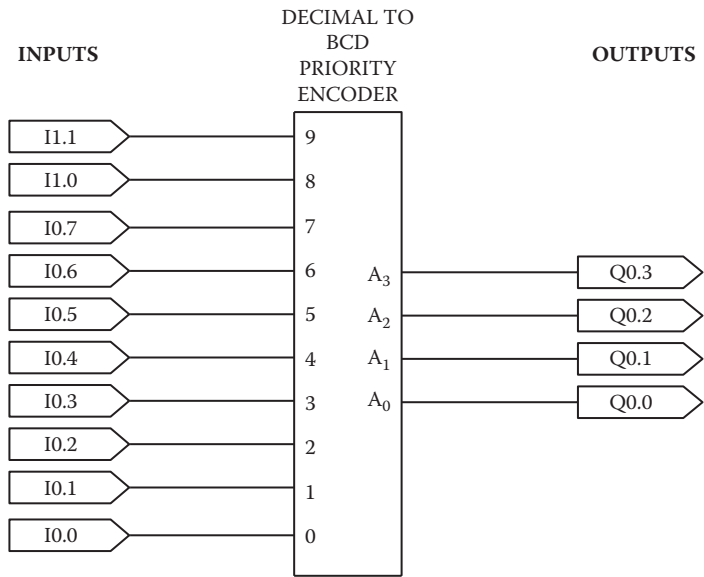 DECIMAL TO
BCD
PRIORITY
ENCODER
INPUTS
OUTPUTS
I1.1
9
I1.0
8
I0.7
7
I0.6
6
A3
Q0.3
I0.5
5
A2
Q0.2
I0.4
4
A1
Q0.1
I0.3
3
A0
Q0.0
I0.2
2
I0.1
1
I0.0
0